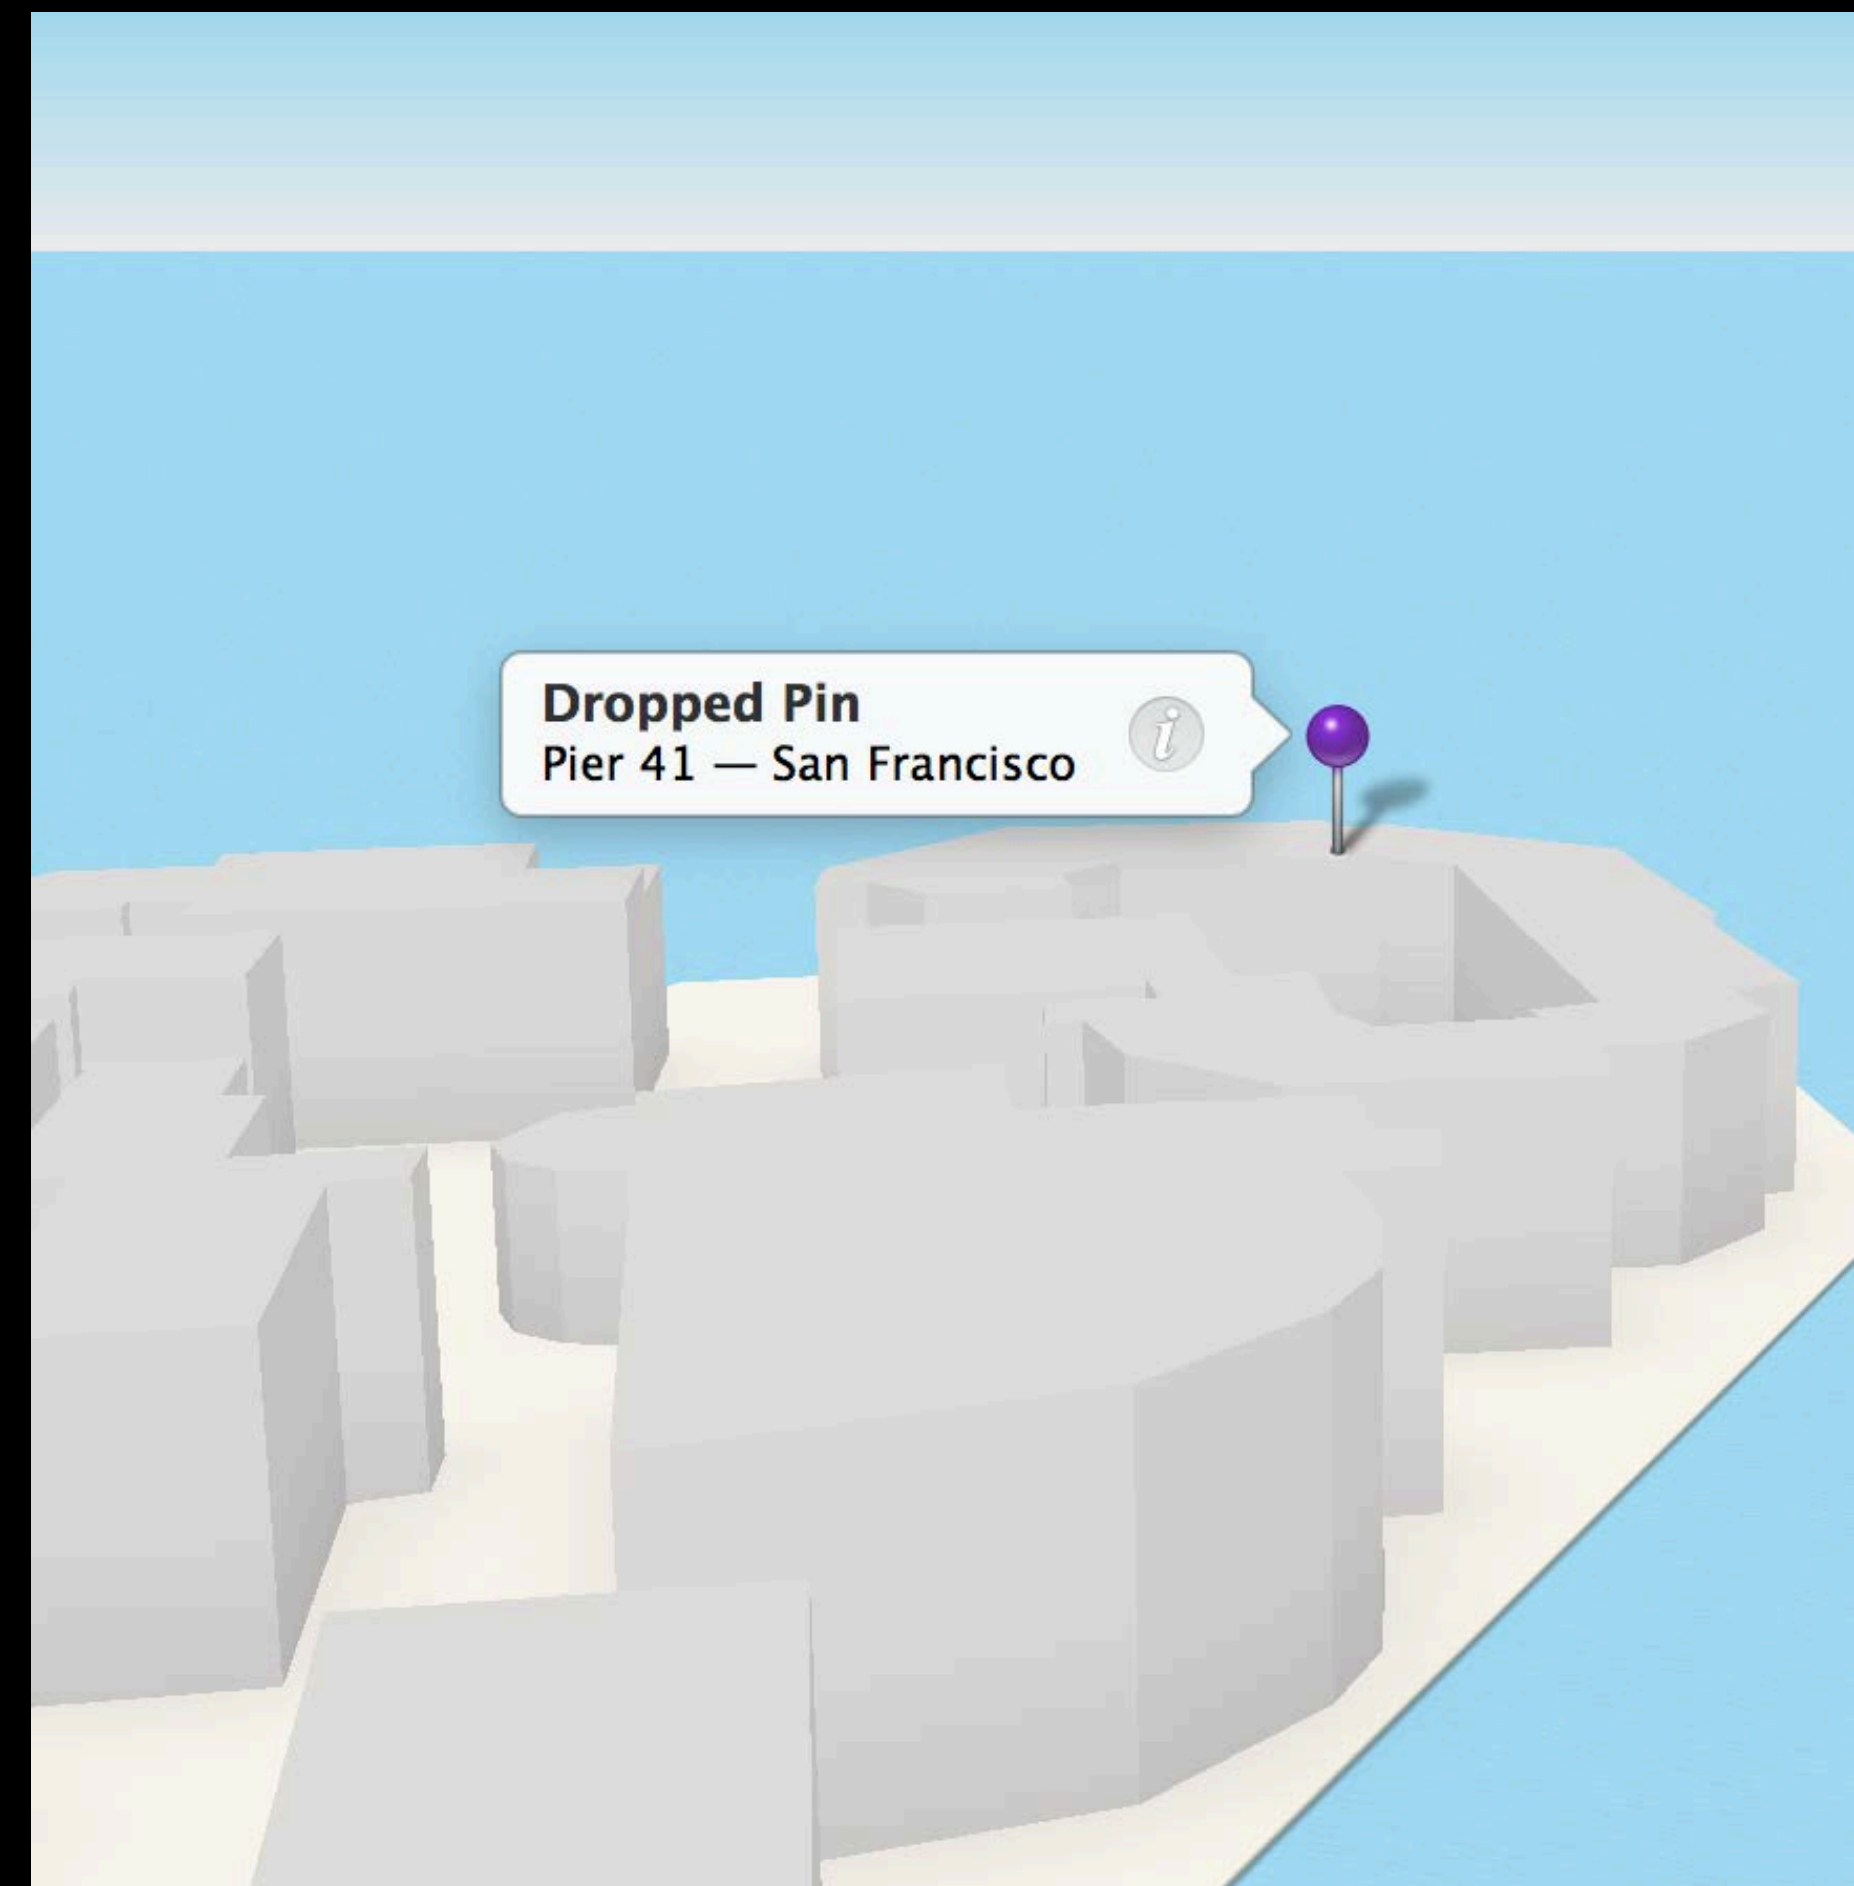 Dropped Pin
Pier 41 — San Francisco